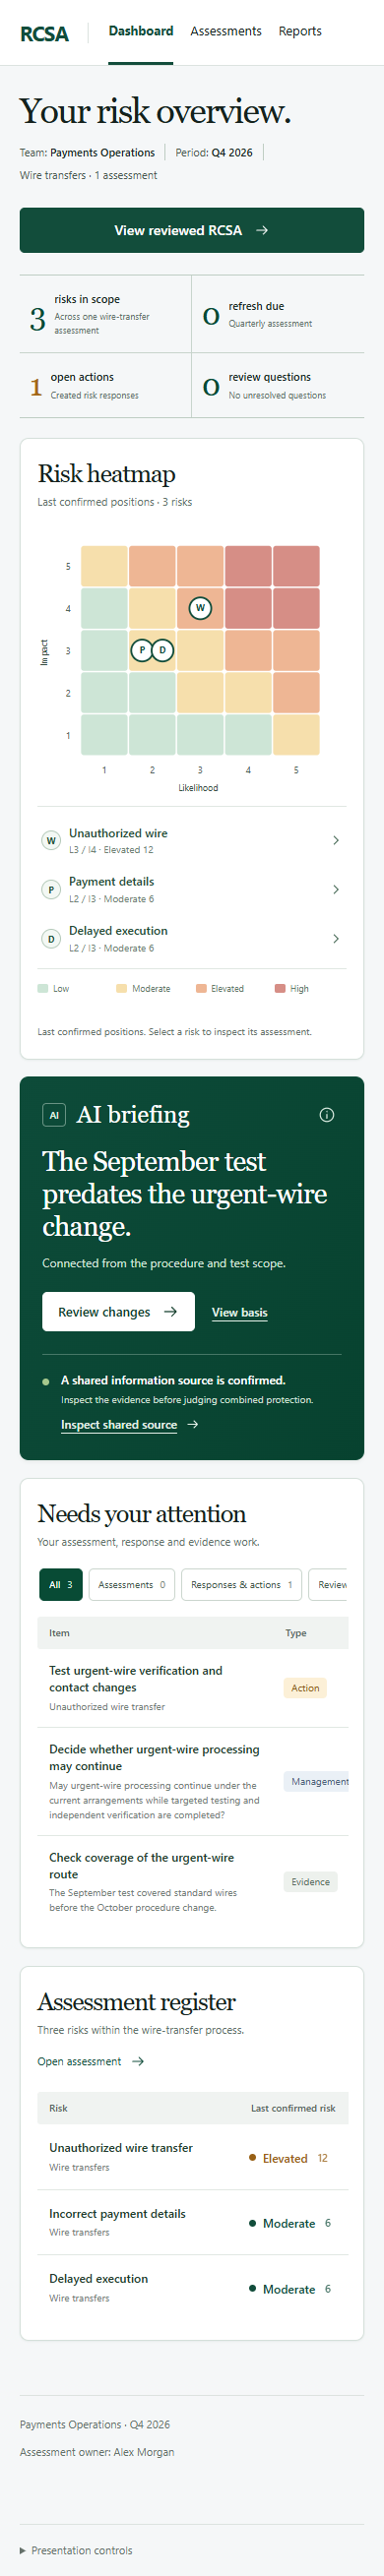 RCSA
Dashboard
Assessments
Reports
Your risk overview.
Team: Payments Operations
Period: Q4 2026
Wire transfers · 1 assessment
View reviewed RCSA →
3
risks in scope
Across one wire-transfer
assessment
0
refresh due
Quarterly assessment
1
open actions
Created risk responses
0
review questions
No unresolved questions
Risk heatmap
Last confirmed positions · 3 risks
Impact
5
4
3
2
1
W
P
D
1
2
3
4
5
Likelihood
W
Unauthorized wire
L3 / I4 · Elevated 12
P
Payment details
L2 / I3 · Moderate 6
D
Delayed execution
L2 / I3 · Moderate 6
Low
Moderate
Elevated
High
Last confirmed positions. Select a risk to inspect its assessment.
AI
AI briefing
The September test
predates the urgent-wire
change.
Connected from the procedure and test scope.
Review changes →
View basis
A shared information source is confirmed.
Inspect the evidence before judging combined protection.
Inspect shared source →
Needs your attention
Your assessment, response and evidence work.
All 3
Assessments 0
Responses & actions 1
Review
Item
Type
Test urgent-wire verification and
contact changes
Unauthorized wire transfer
Action
Decide whether urgent-wire processing
may continue
May urgent-wire processing continue under the
current arrangements while targeted testing and
independent verification are completed?
Management
Check coverage of the urgent-wire
route
The September test covered standard wires
before the October procedure change.
Evidence
Assessment register
Three risks within the wire-transfer process.
Open assessment →
Risk
Last confirmed risk
Unauthorized wire transfer
Wire transfers
Elevated 12
Incorrect payment details
Wire transfers
Moderate 6
Delayed execution
Wire transfers
Moderate 6
Payments Operations · Q4 2026
Assessment owner: Alex Morgan
Presentation controls